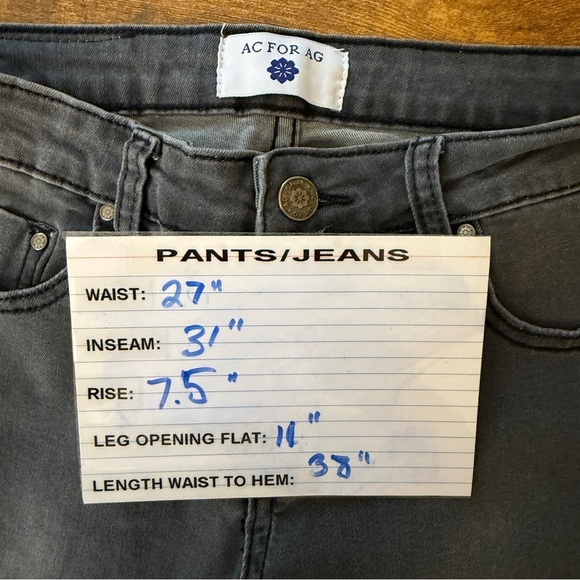 AC FOR AG
PANTS/JEANS
WAIST: 27"
INSEAM: 31"
RISE: 7.5"
LEG OPENING FLAT: 11"
LENGTH WAIST TO HEM: 38"